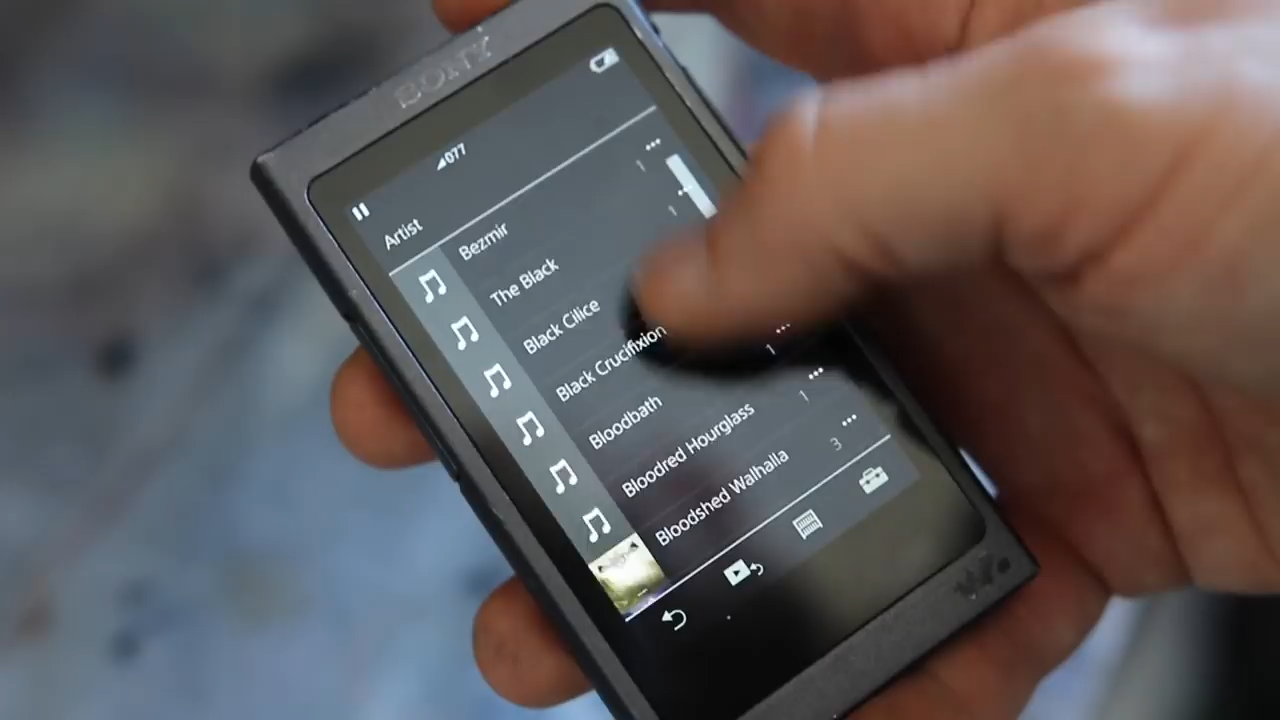 SONY
077
Artist
Bezmir
1
The Black
1
Black Cilice
Black Crucifixion
Bloodbath
1
Bloodred Hourglass
1
Bloodshed Walhalla
3